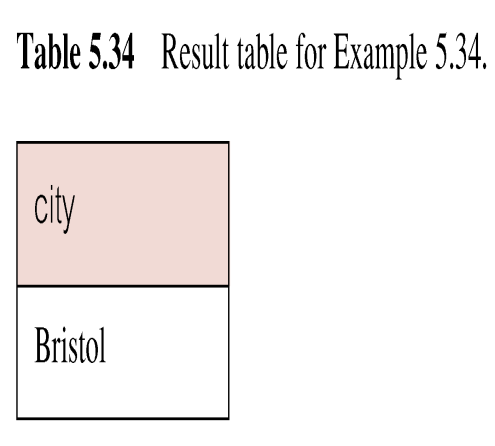 Table 5.34 Result table for Example 5.34.
city
Bristol